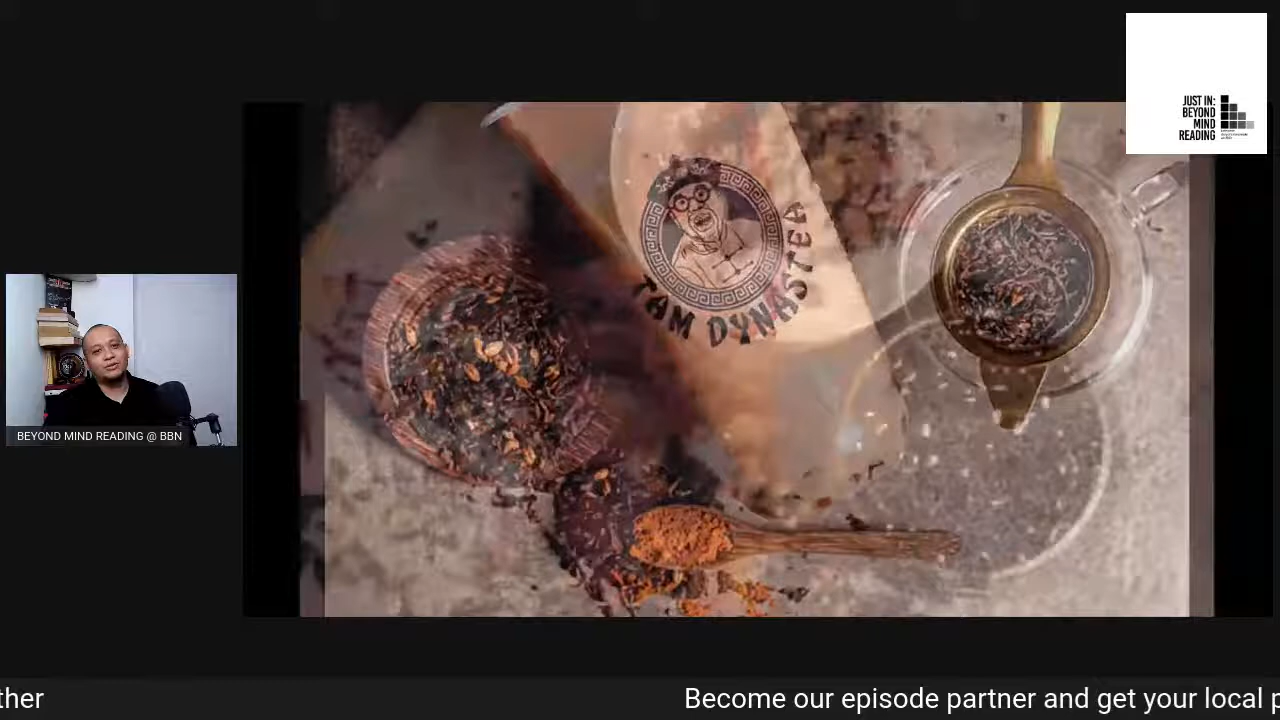 JUST IN:
BEYOND
MIND
READING
TAM DYNASTEA
BEYOND MIND READING @ BBN
ther
Become our episode partner and get your local p